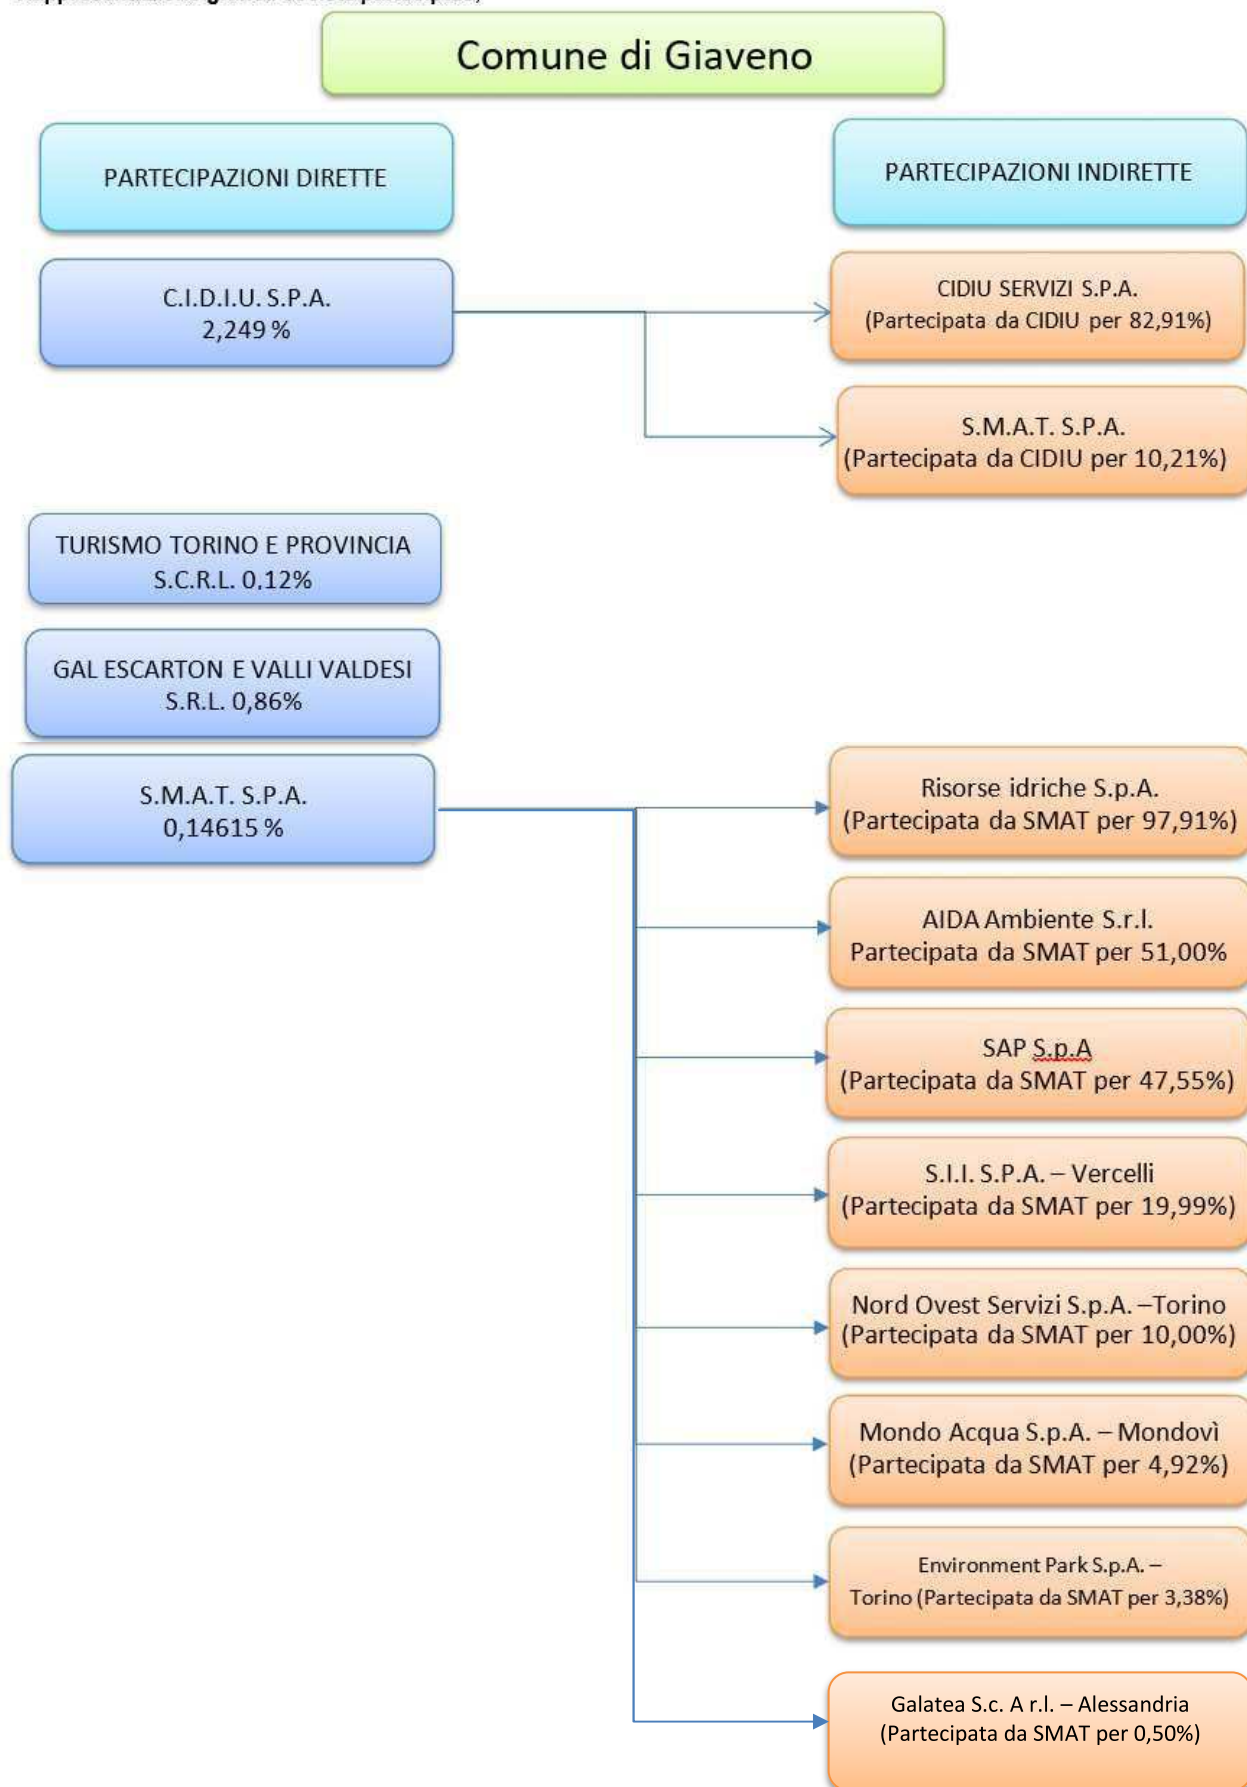 Comune di Giaveno
PARTECIPAZIONI DIRETTE
PARTECIPAZIONI INDIRETTE
C.I.D.I.U. S.P.A.
2,249 %
CIDIU SERVIZI S.P.A.
(Partecipata da CIDIU per 82,91%)
S.M.A.T. S.P.A.
(Partecipata da CIDIU per 10,21%)
TURISMO TORINO E PROVINCIA
S.C.R.L. 0,12%
GAL ESCARTON E VALLI VALDESI
S.R.L. 0,86%
S.M.A.T. S.P.A.
0,14615 %
Risorse idriche S.p.A.
(Partecipata da SMAT per 97,91%)
AIDA Ambiente S.r.l.
Partecipata da SMAT per 51,00%
SAP S.p.A
(Partecipata da SMAT per 47,55%)
S.I.I. S.P.A. – Vercelli
(Partecipata da SMAT per 19,99%)
Nord Ovest Servizi S.p.A. –Torino
(Partecipata da SMAT per 10,00%)
Mondo Acqua S.p.A. – Mondovì
(Partecipata da SMAT per 4,92%)
Environment Park S.p.A. –
Torino (Partecipata da SMAT per 3,38%)
Galatea S.c. A r.l. – Alessandria
(Partecipata da SMAT per 0,50%)